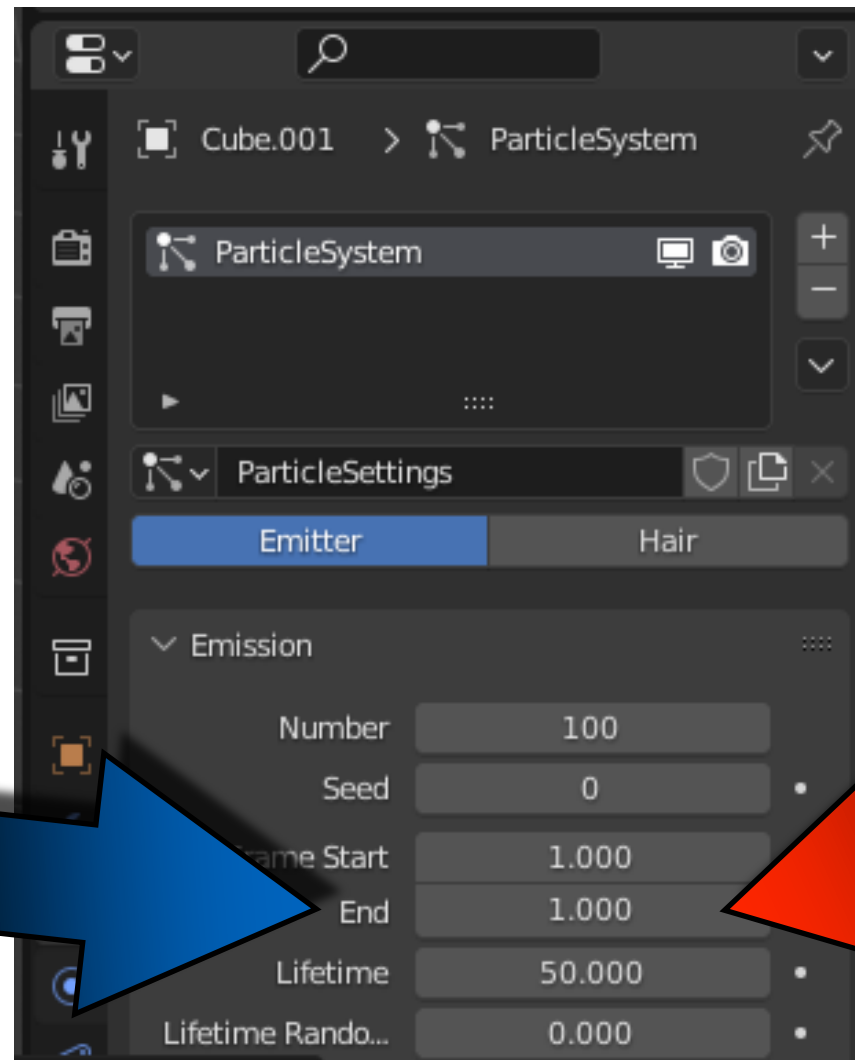 Cube.001 > ParticleSystem
ParticleSystem
ParticleSettings
Emitter Hair
Emission
Number 100
Seed 0
Frame Start 1.000
End 1.000
Lifetime 50.000
Lifetime Rando... 0.000